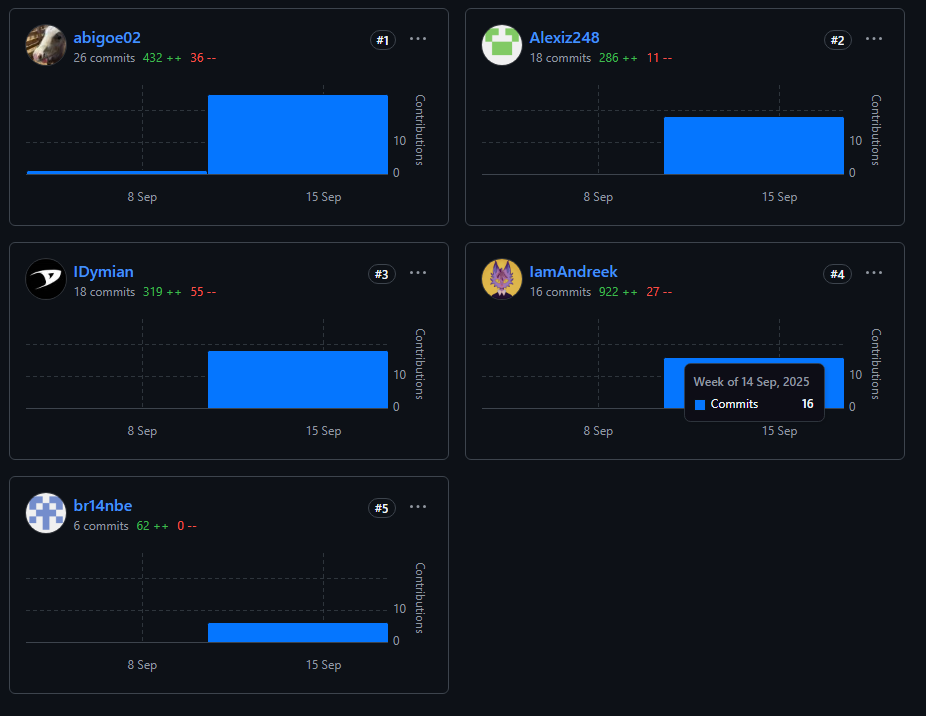 abigoe02
#1
26 commits 432 ++ 36 --
Contributions
10
0
8 Sep 15 Sep
Alexiz248
#2
18 commits 286 ++ 11 --
Contributions
10
0
8 Sep 15 Sep
IDymian
#3
18 commits 319 ++ 55 --
Contributions
10
0
8 Sep 15 Sep
IamAndreek
#4
16 commits 922 ++ 27 --
Contributions
10
0
Week of 14 Sep, 2025
Commits 16
8 Sep 15 Sep
br14nbe
#5
6 commits 62 ++ 0 --
Contributions
10
0
8 Sep 15 Sep